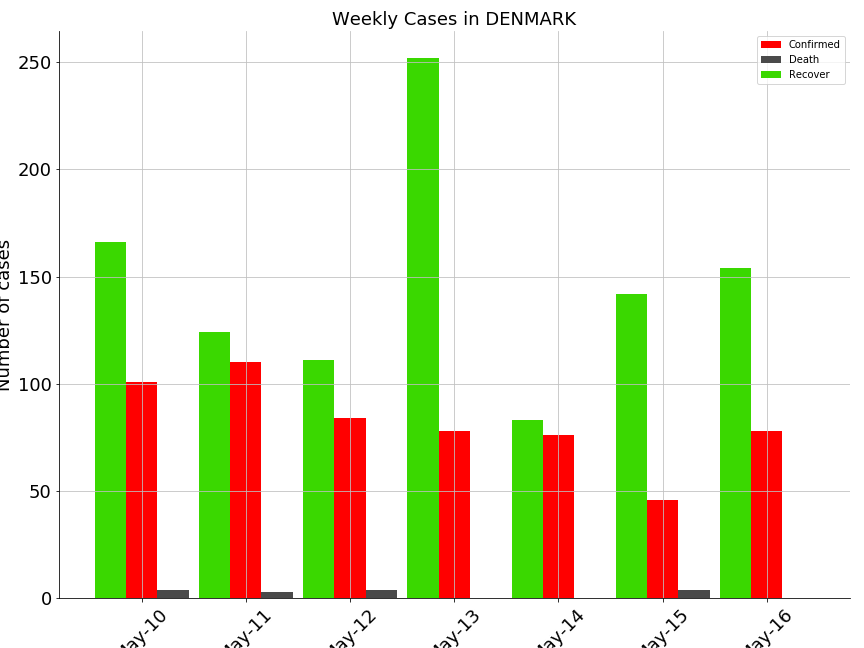 Weekly Cases in DENMARK
Confirmed
Death
Recover
Number of cases
250
200
150
100
50
0
May-10
May-11
May-12
May-13
May-14
May-15
May-16